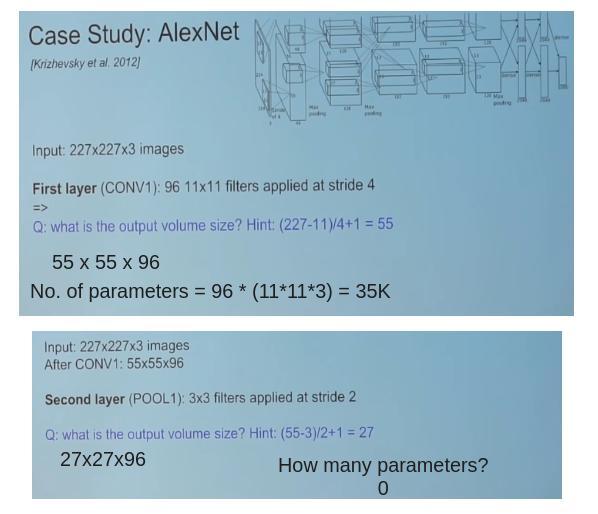 Case Study: AlexNet
[Krizhevsky et al. 2012]
Input: 227x227x3 images
First layer (CONV1): 96 11x11 filters applied at stride 4
=>
Q: what is the output volume size? Hint: (227-11)/4+1 = 55
55 x 55 x 96
No. of parameters = 96 * (11*11*3) = 35K
Input: 227x227x3 images
After CONV1: 55x55x96
Second layer (POOL1): 3x3 filters applied at stride 2
Q: what is the output volume size? Hint: (55-3)/2+1 = 27
27x27x96
How many parameters?
0